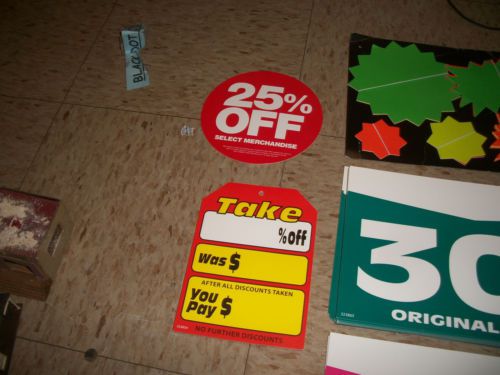 BLACK DOT
25%
OFF
SELECT MERCHANDISE
Take
%off
Was $
AFTER ALL DISCOUNTS TAKEN
You
Pay $
NO FURTHER DISCOUNTS
30
ORIGINAL